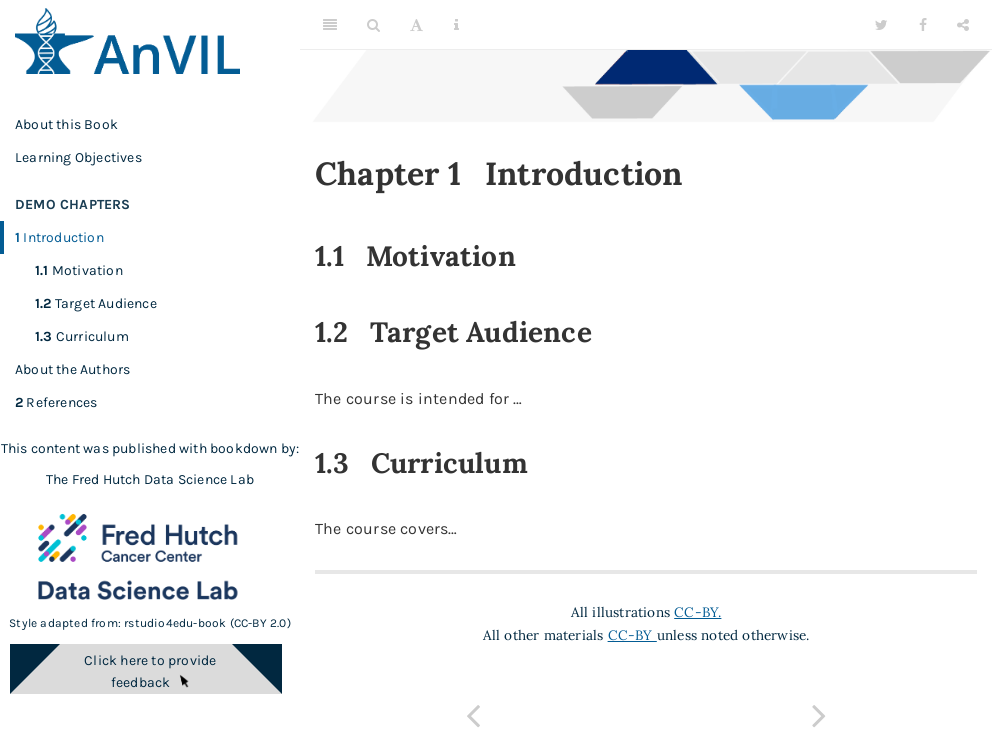 AnVIL
About this Book
Learning Objectives
DEMO CHAPTERS
1 Introduction
1.1 Motivation
1.2 Target Audience
1.3 Curriculum
About the Authors
2 References
This content was published with bookdown by:
The Fred Hutch Data Science Lab
Fred Hutch
Cancer Center
Data Science Lab
Style adapted from: rstudio4edu-book (CC-BY 2.0)
Click here to provide
feedback
Chapter 1 Introduction
1.1 Motivation
1.2 Target Audience
The course is intended for …
1.3 Curriculum
The course covers…
All illustrations CC-BY.
All other materials CC-BY unless noted otherwise.